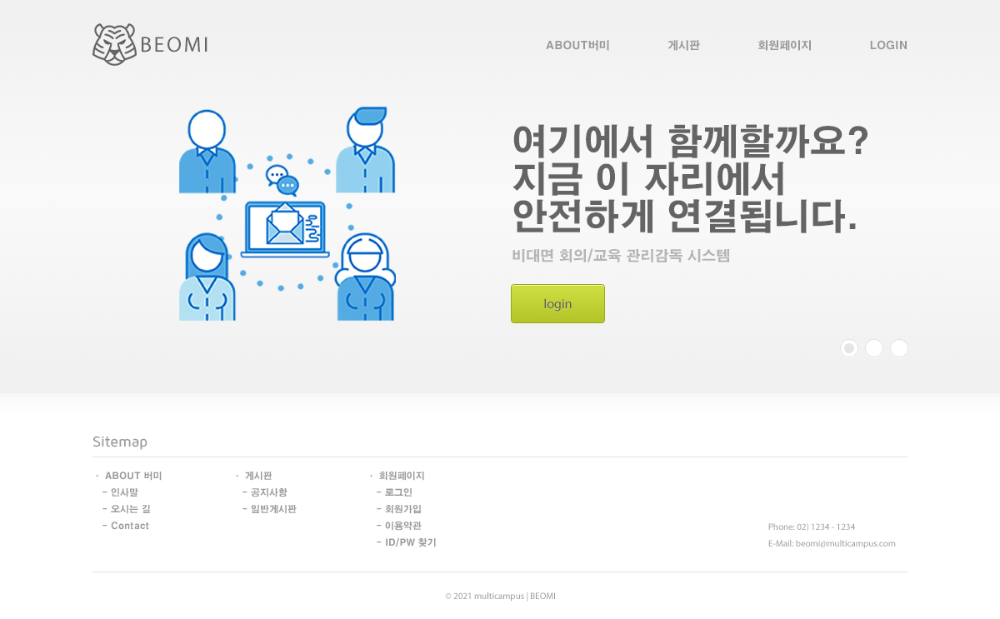 BEOMI
ABOUT버미 게시판 회원페이지 LOGIN
여기에서 함께할까요?
지금 이 자리에서
안전하게 연결됩니다.
비대면 회의/교육 관리감독 시스템
login
Sitemap
· ABOUT 버미
- 인사말
- 오시는 길
- Contact
· 게시판
- 공지사항
- 일반게시판
· 회원페이지
- 로그인
- 회원가입
- 이용약관
- ID/PW 찾기
Phone: 02) 1234 - 1234
E-Mail: beomi@multicampus.com
© 2021 multicampus | BEOMI